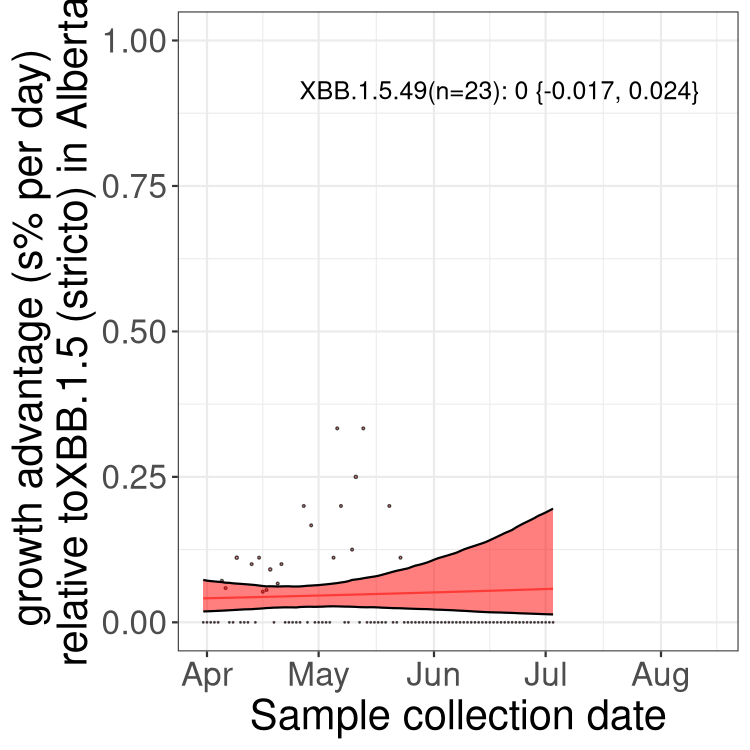 growth advantage (s% per day)
relative toXBB.1.5 (stricto) in Alberta
1.00
0.75
0.50
0.25
0.00
XBB.1.5.49(n=23): 0 {-0.017, 0.024}
Apr May Jun Jul Aug
Sample collection date